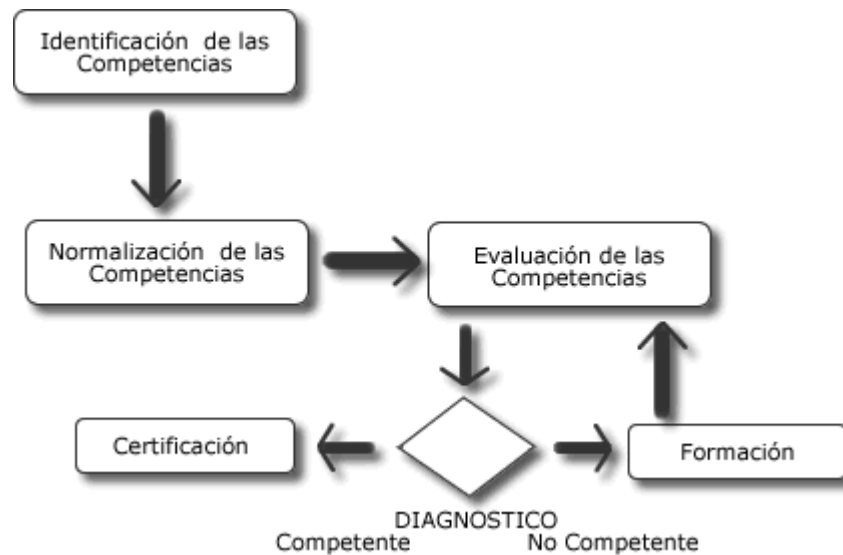 Identificación de las
Competencias
Normalización de las
Competencias
Evaluación de las
Competencias
Certificación
Formación
DIAGNOSTICO
Competente
No Competente